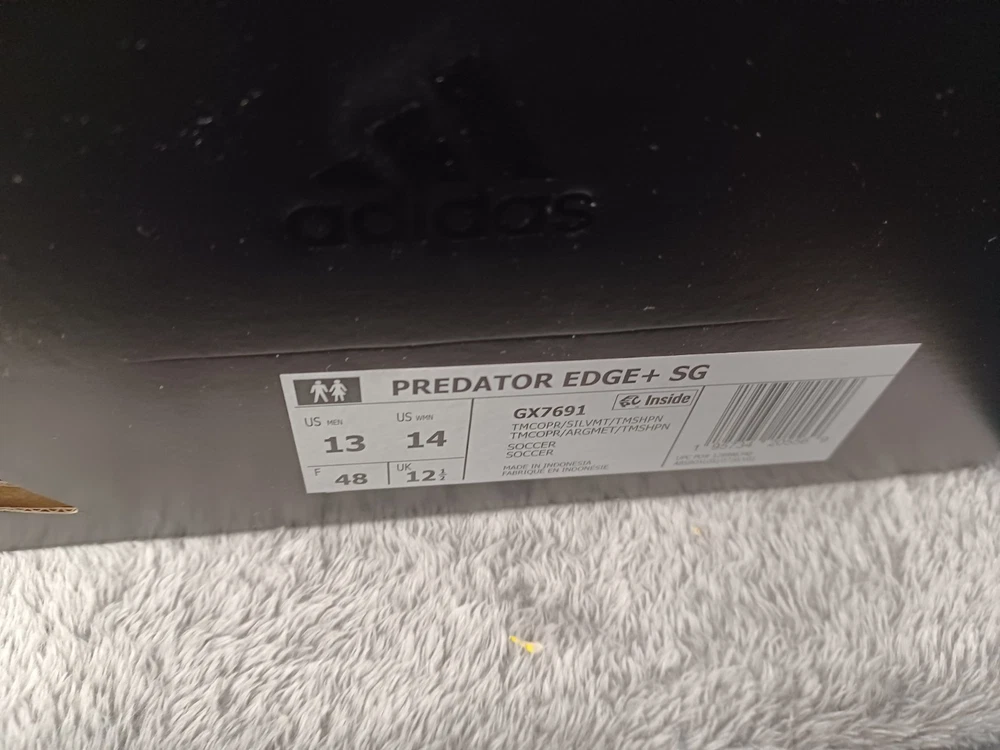 adidas
PREDATOR EDGE+ SG
US MEN
13
US WMN
14
F
48
UK
12½
GX7691
Inside
TMCOPR/SILVMT/TMSHPN
TMCOPR/ARGMET/TMSHPN
SOCCER
SOCCER
MADE IN INDONESIA
FABRIQUÉ EN INDONÉSIE